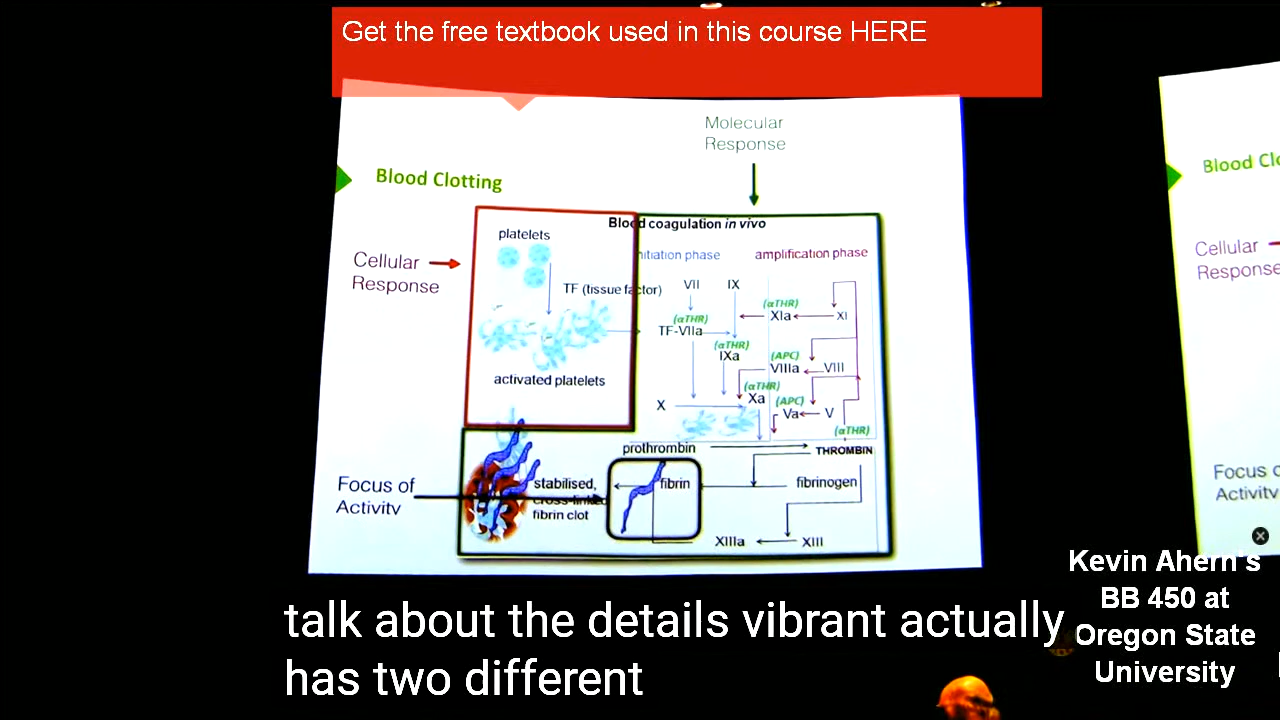 Get the free textbook used in this course HERE
Molecular
Response
Blood Clotting
Blood Clo
Blood coagulation in vivo
platelets
nitiation phase
amplification phase
Cellular
Response
Cellular
Response
TF (tissue factor)
VII
IX
(αTHR)
XIa
XI
(αTHR)
TF-VIIa
(αTHR)
IXa
(APC)
VIIIa
VIII
activated platelets
(αTHR)
Xa
(APC)
X
Va
V
(αTHR)
prothrombin
THROMBIN
Focus of
Activity
stabilised,
cross-linked
fibrin clot
fibrin
fibrinogen
Focus o
Activity
XIIIa
XIII
Kevin Ahern's
BB 450 at
Oregon State
University
talk about the details vibrant actually
has two different